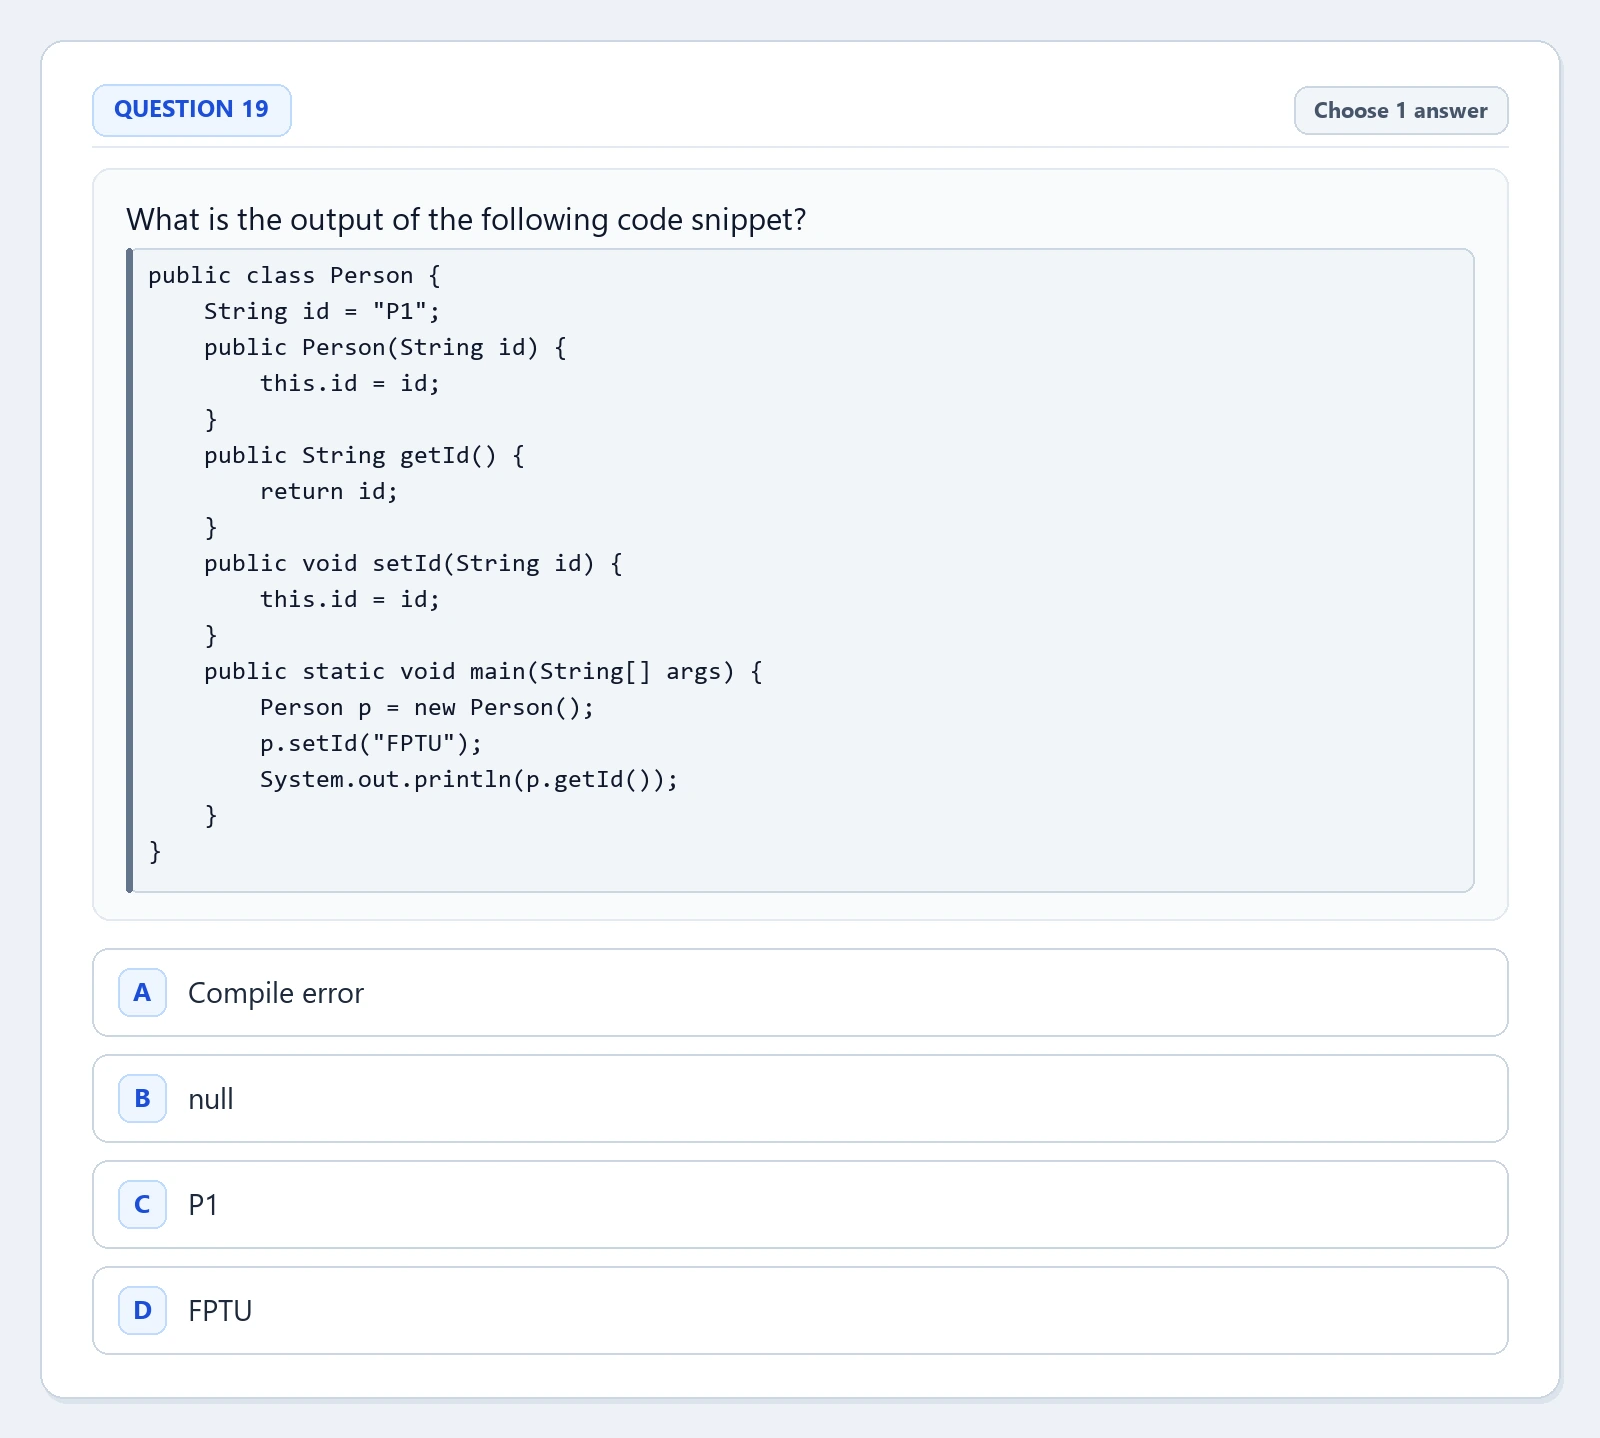 QUESTION 19
Choose 1 answer
What is the output of the following code snippet?
public class Person {
    String id = "P1";
    public Person(String id) {
        this.id = id;
    }
    public String getId() {
        return id;
    }
    public void setId(String id) {
        this.id = id;
    }
    public static void main(String[] args) {
        Person p = new Person();
        p.setId("FPTU");
        System.out.println(p.getId());
    }
}
A Compile error
B null
C P1
D FPTU